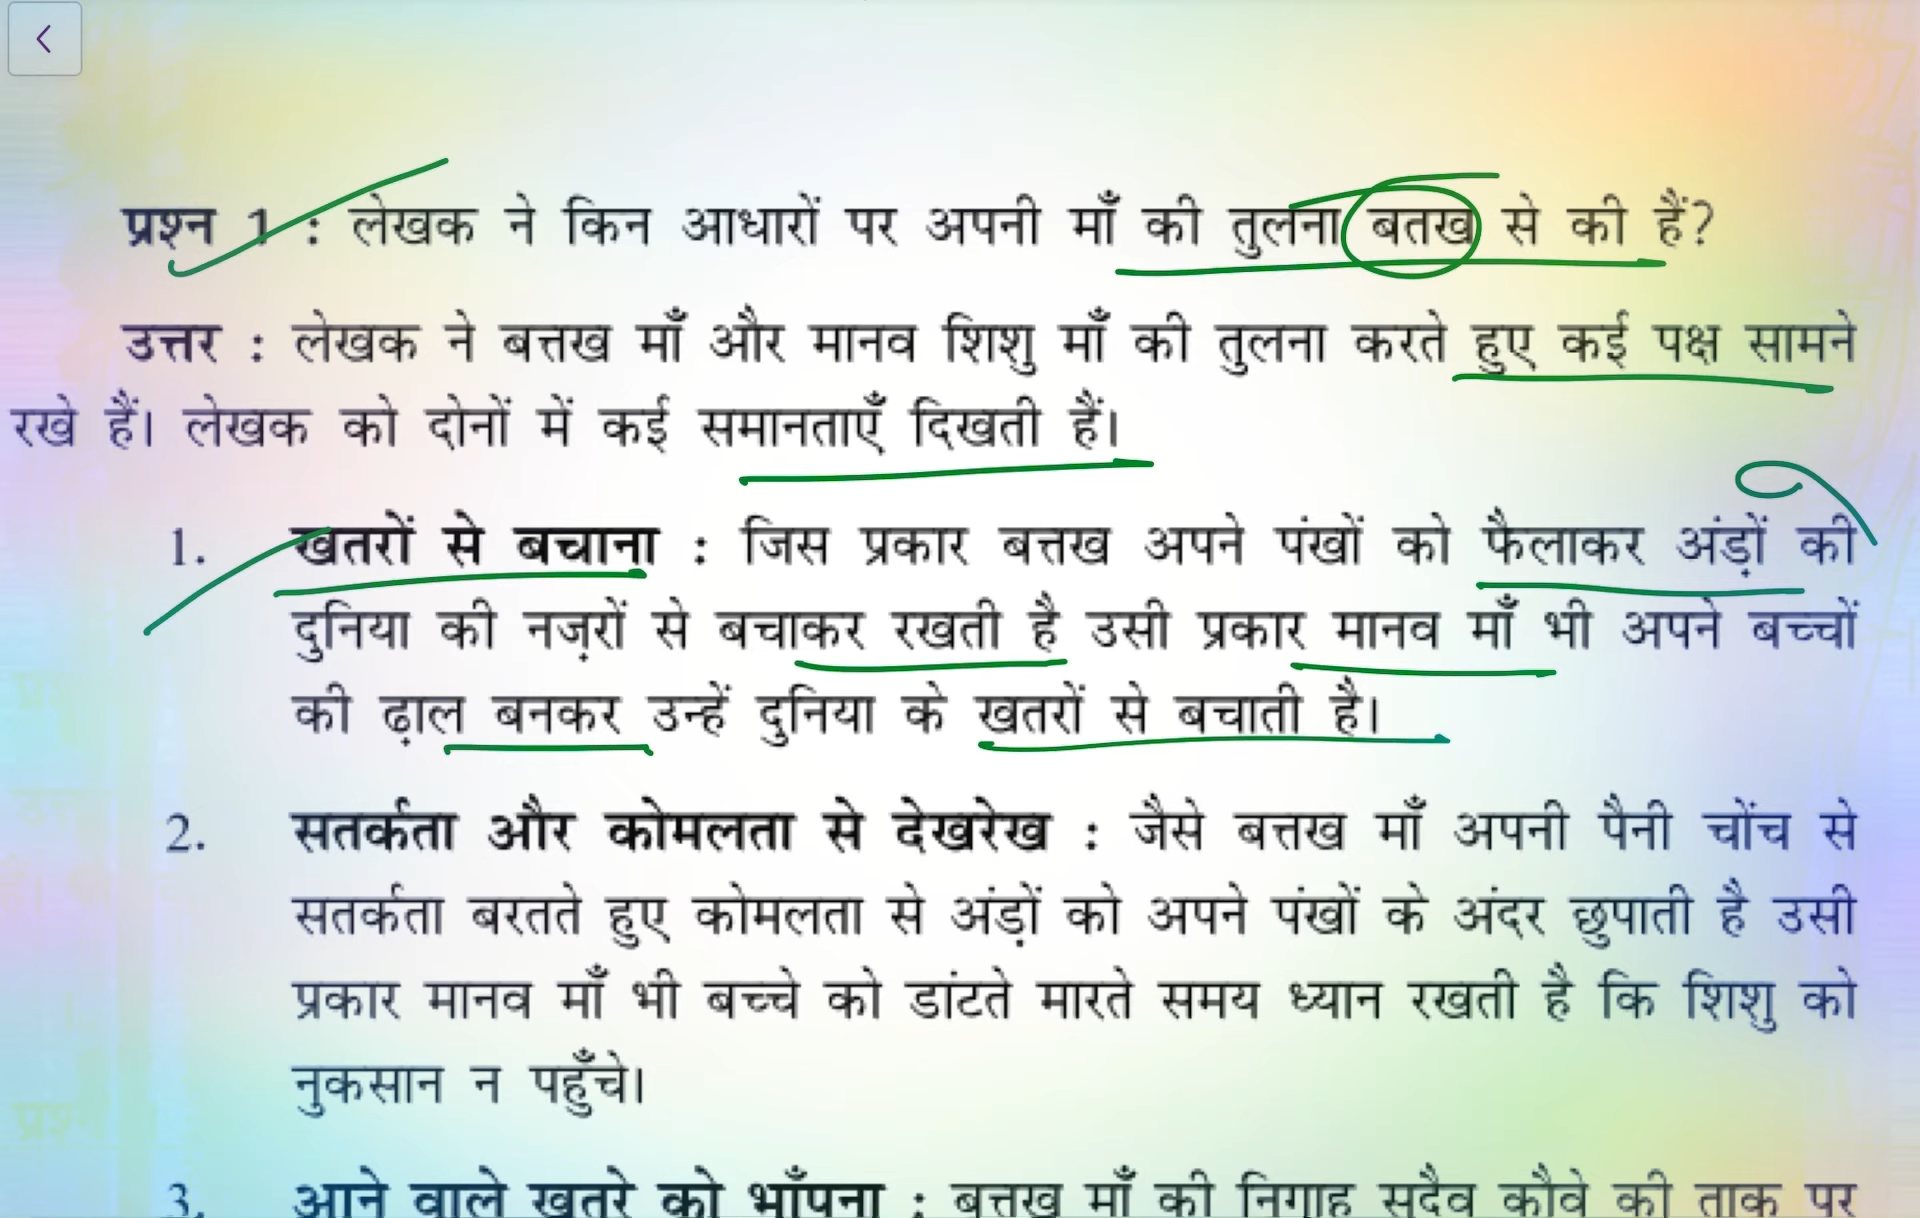 प्रश्न 1 : लेखक ने किन आधारों पर अपनी माँ की तुलना बतख से की हैं?
उत्तर : लेखक ने बत्तख माँ और मानव शिशु माँ की तुलना करते हुए कई पक्ष सामने
रखे हैं। लेखक को दोनों में कई समानताएँ दिखती हैं।
1. खतरों से बचाना : जिस प्रकार बत्तख अपने पंखों को फैलाकर अंड़ों की
दुनिया की नज़रों से बचाकर रखती है उसी प्रकार मानव माँ भी अपने बच्चों
की ढ़ाल बनकर उन्हें दुनिया के खतरों से बचाती है।
2. सतर्कता और कोमलता से देखरेख : जैसे बत्तख माँ अपनी पैनी चोंच से
सतर्कता बरतते हुए कोमलता से अंड़ों को अपने पंखों के अंदर छुपाती है उसी
प्रकार मानव माँ भी बच्चे को डांटते मारते समय ध्यान रखती है कि शिशु को
नुकसान न पहुँचे।
3. आने वाले खतरे को भाँपना : बत्तख माँ की निगाह सदैव कौवे की ताक पर